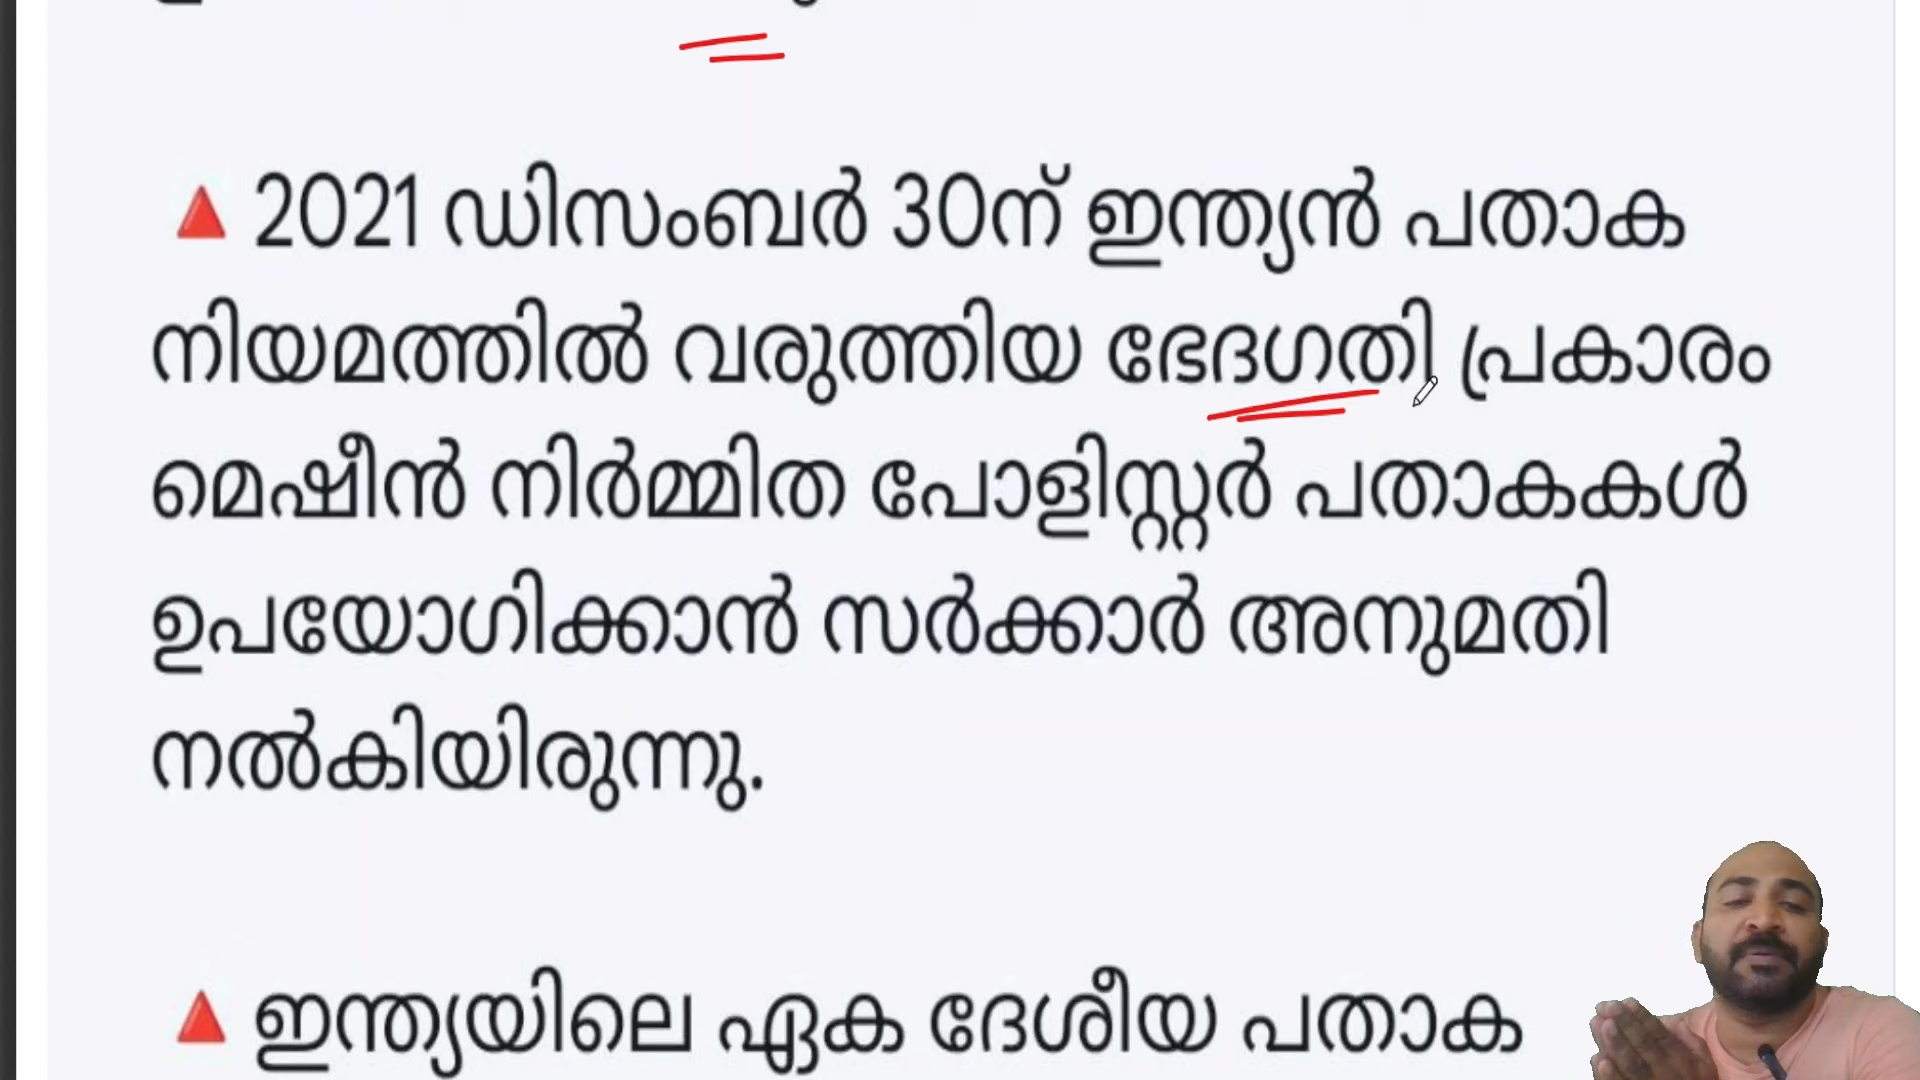 🔺2021 ഡിസംബർ 30ന് ഇന്ത്യൻ പതാക
നിയമത്തിൽ വരുത്തിയ ഭേദഗതി പ്രകാരം
മെഷീൻ നിർമ്മിത പോളിസ്റ്റർ പതാകകൾ
ഉപയോഗിക്കാൻ സർക്കാർ അനുമതി
നൽകിയിരുന്നു.
🔺ഇന്ത്യയിലെ ഏക ദേശീയ പതാക